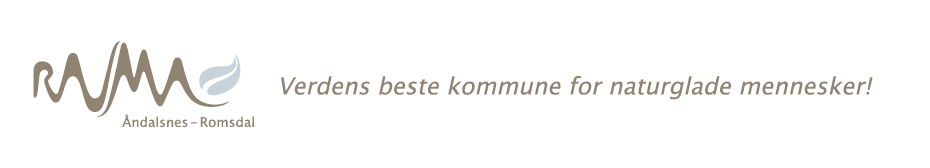 RAUMA
Verdens beste kommune for naturglade mennesker!
Åndalsnes – Romsdal